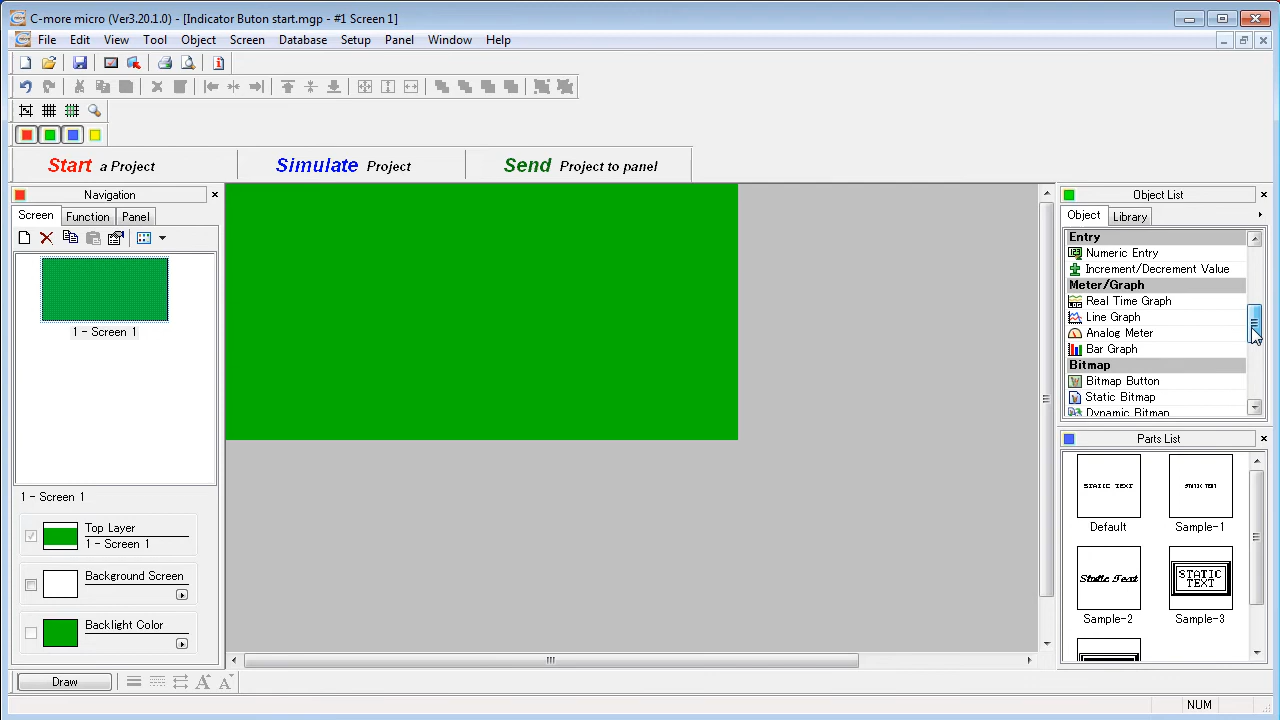 C-more micro (Ver3.20.1.0) - [Indicator Buton start.mgp - #1 Screen 1]
File Edit View Tool Object Screen Database Setup Panel Window Help
Start a Project Simulate Project Send Project to panel
Navigation
Screen Function Panel
1 - Screen 1
1 - Screen 1
Top Layer
1 - Screen 1
Background Screen
Backlight Color
Draw
Object List
Object Library
Entry
Numeric Entry
Increment/Decrement Value
Meter/Graph
Real Time Graph
Line Graph
Analog Meter
Bar Graph
Bitmap
Bitmap Button
Static Bitmap
Dynamic Bitmap
Parts List
STATIC TEXT
Default
STATIC TEXT
Sample-1
Static Text
Sample-2
STATIC
TEXT
Sample-3
NUM